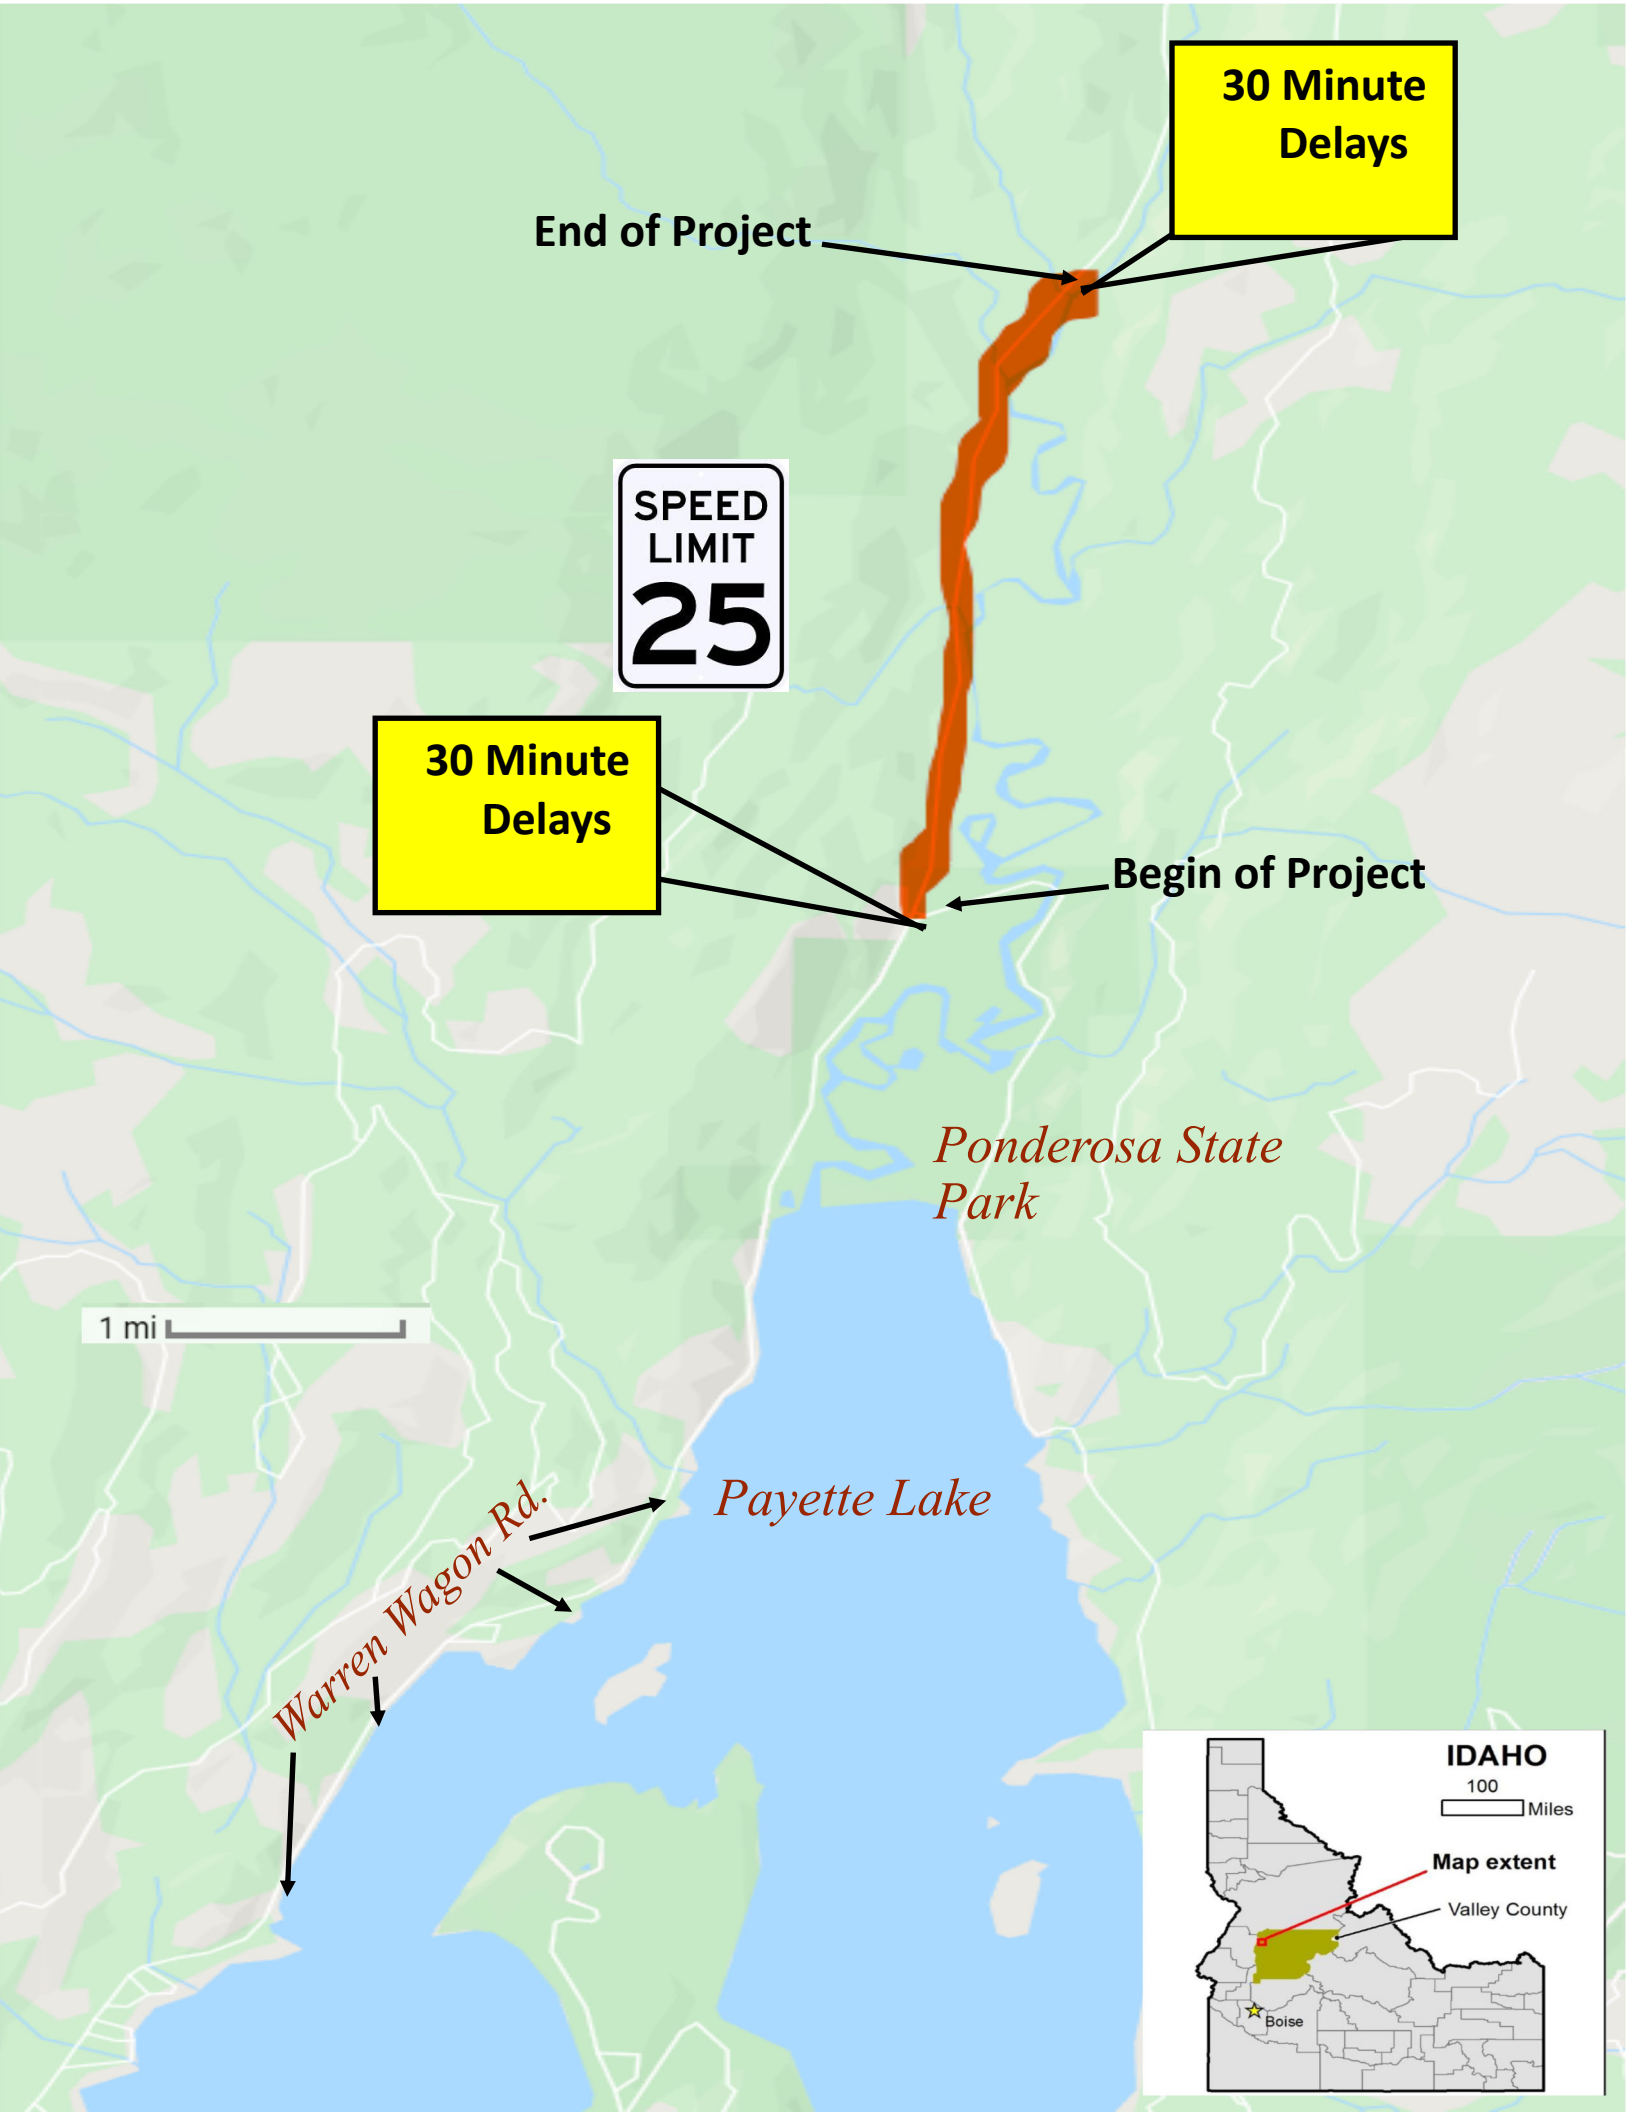 30 Minute
Delays
End of Project
SPEED
LIMIT
25
30 Minute
Delays
Begin of Project
Ponderosa State
Park
1 mi
Payette Lake
Warren Wagon Rd.
IDAHO
100
Miles
Map extent
Valley County
Boise